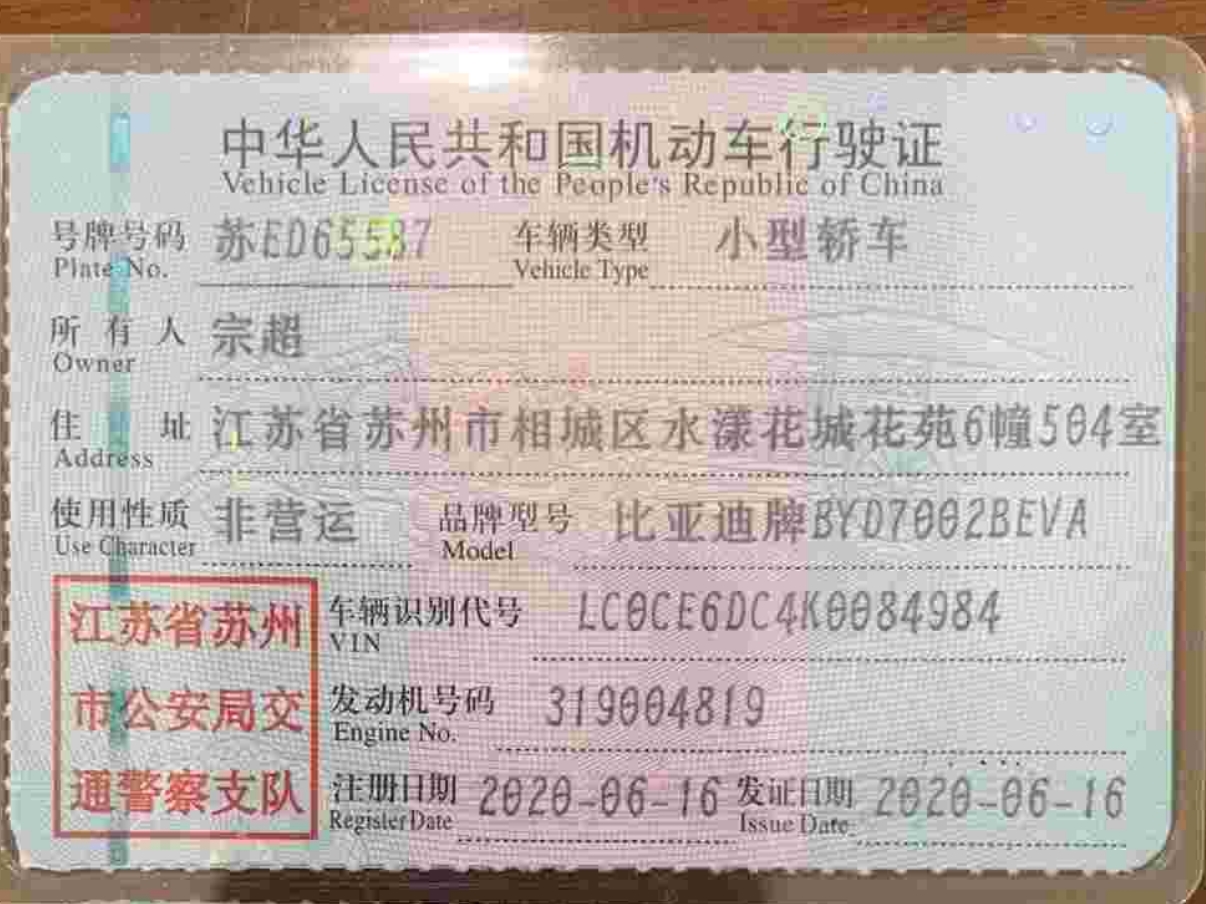 中华人民共和国机动车行驶证
Vehicle License of the People's Republic of China
号牌号码 苏ED65587 车辆类型 小型轿车
Plate No. Vehicle Type
所有人 宗超
Owner
住址 江苏省苏州市相城区水漾花城花苑6幢504室
Address
使用性质 非营运 品牌型号 比亚迪牌BYD7002BEVA
Use Character Model
江苏省苏州 车辆识别代号 LC0CE6DC4K0084984
VIN
市公安局交 发动机号码 319004819
Engine No.
通警察支队 注册日期 2020-06-16 发证日期 2020-06-16
Register Date Issue Date